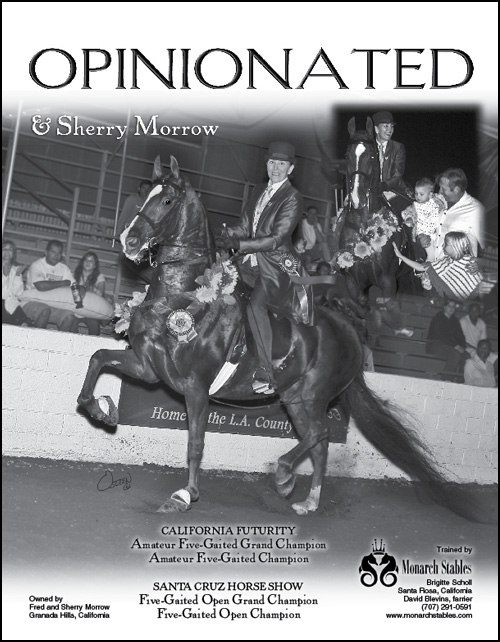 OPINIONATED
& Sherry Morrow
Home of the L.A. County
CALIFORNIA FUTURITY
Amateur Five-Gaited Grand Champion
Amateur Five-Gaited Champion
SANTA CRUZ HORSE SHOW
Five-Gaited Open Grand Champion
Five-Gaited Open Champion
Owned by
Fred and Sherry Morrow
Granada Hills, California
Trained by
Monarch Stables
Brigitte Scholl
Santa Rosa, California
David Blevins, farrier
(707) 291-0591
www.monarchstables.com